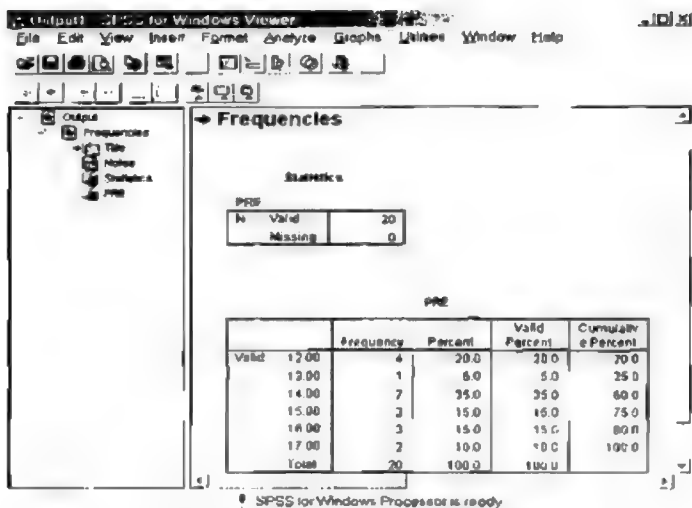 Output1 - SPSS for Windows Viewer
File Edit View Insert Format Analyze Graphs Utilities Window Help
Output
Frequencies
Title
Notes
Statistics
PRE
Frequencies
Statistics
PRE
N Valid 20
Missing 0
PRE
Frequency Percent Valid Percent Cumulativ e Percent
Valid 12.00 4 20.0 20.0 20.0
13.00 1 5.0 5.0 25.0
14.00 7 35.0 35.0 60.0
15.00 3 15.0 15.0 75.0
16.00 3 15.0 15.0 90.0
17.00 2 10.0 10.0 100.0
Total 20 100.0 100.0
SPSS for Windows Processor is ready